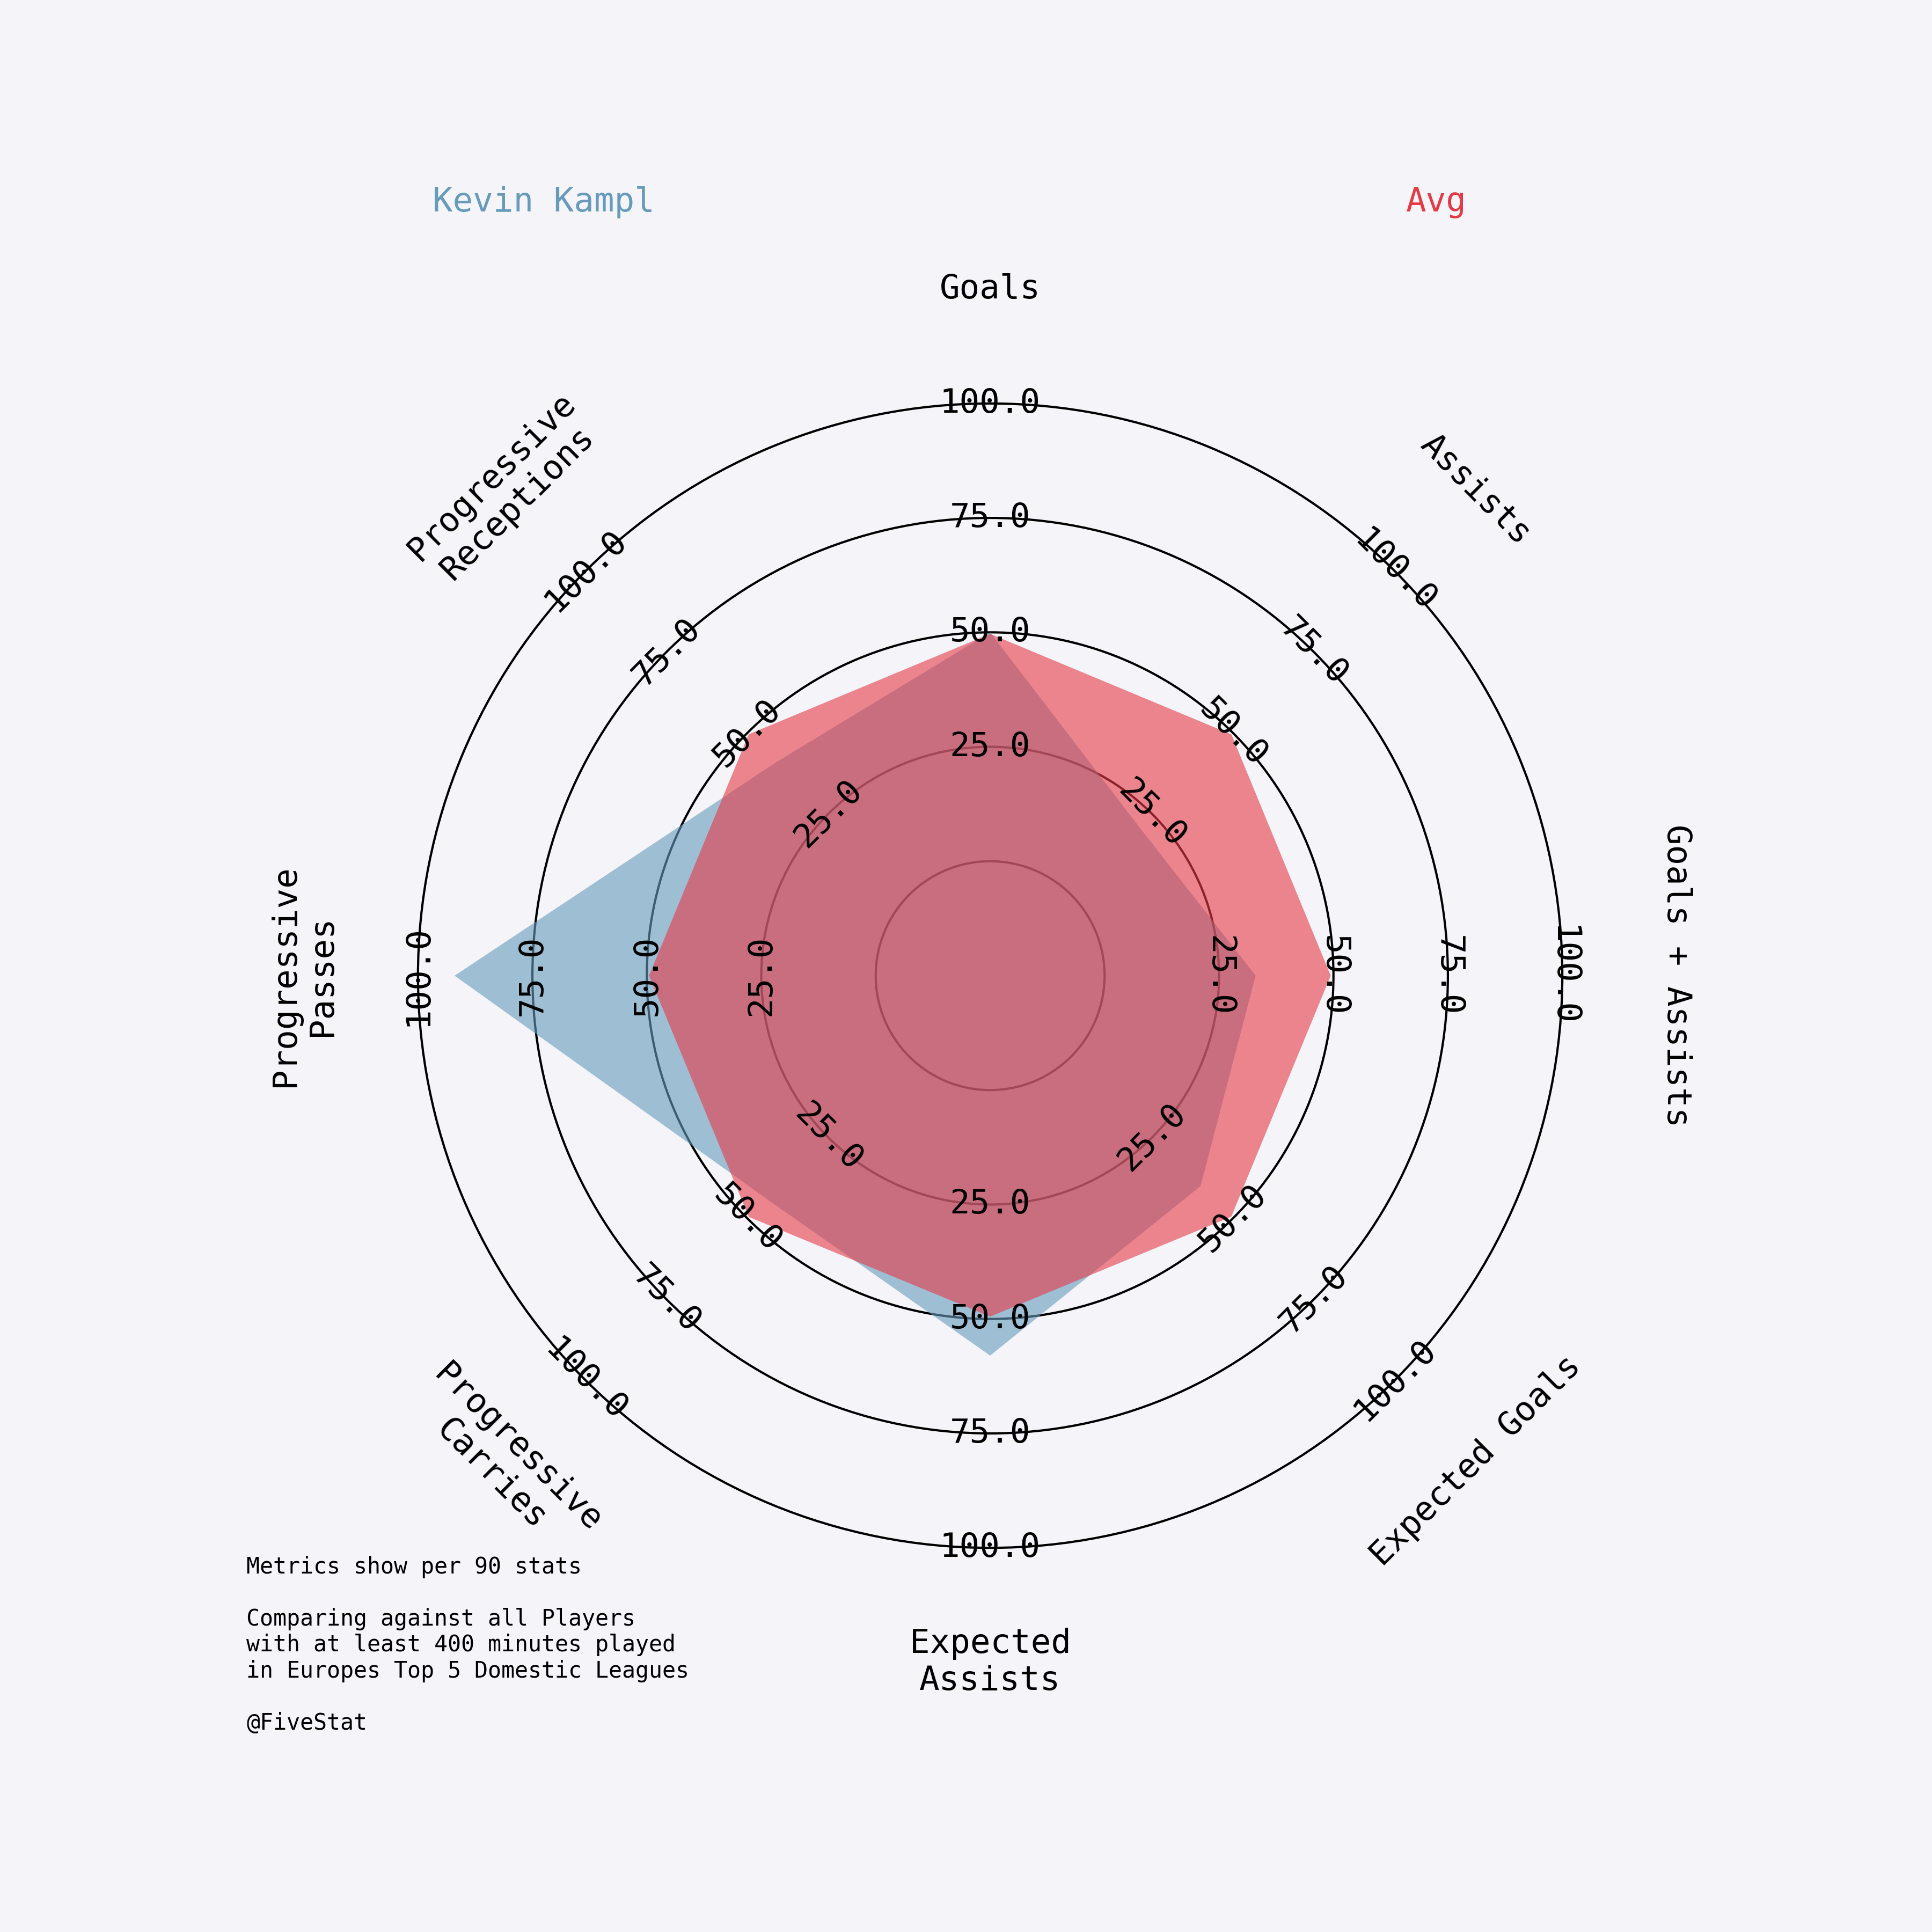 Kevin Kampl
Avg
Goals
Assists
Goals + Assists
Expected Goals
Expected
Assists
Progressive
Carries
Progressive
Passes
Progressive
Receptions
25.0
50.0
75.0
100.0
25.0
50.0
75.0
100.0
25.0
50.0
75.0
100.0
25.0
50.0
75.0
100.0
25.0
50.0
75.0
100.0
25.0
50.0
75.0
100.0
25.0
50.0
75.0
100.0
25.0
50.0
75.0
100.0
Metrics show per 90 stats
Comparing against all Players
with at least 400 minutes played
in Europes Top 5 Domestic Leagues
@FiveStat